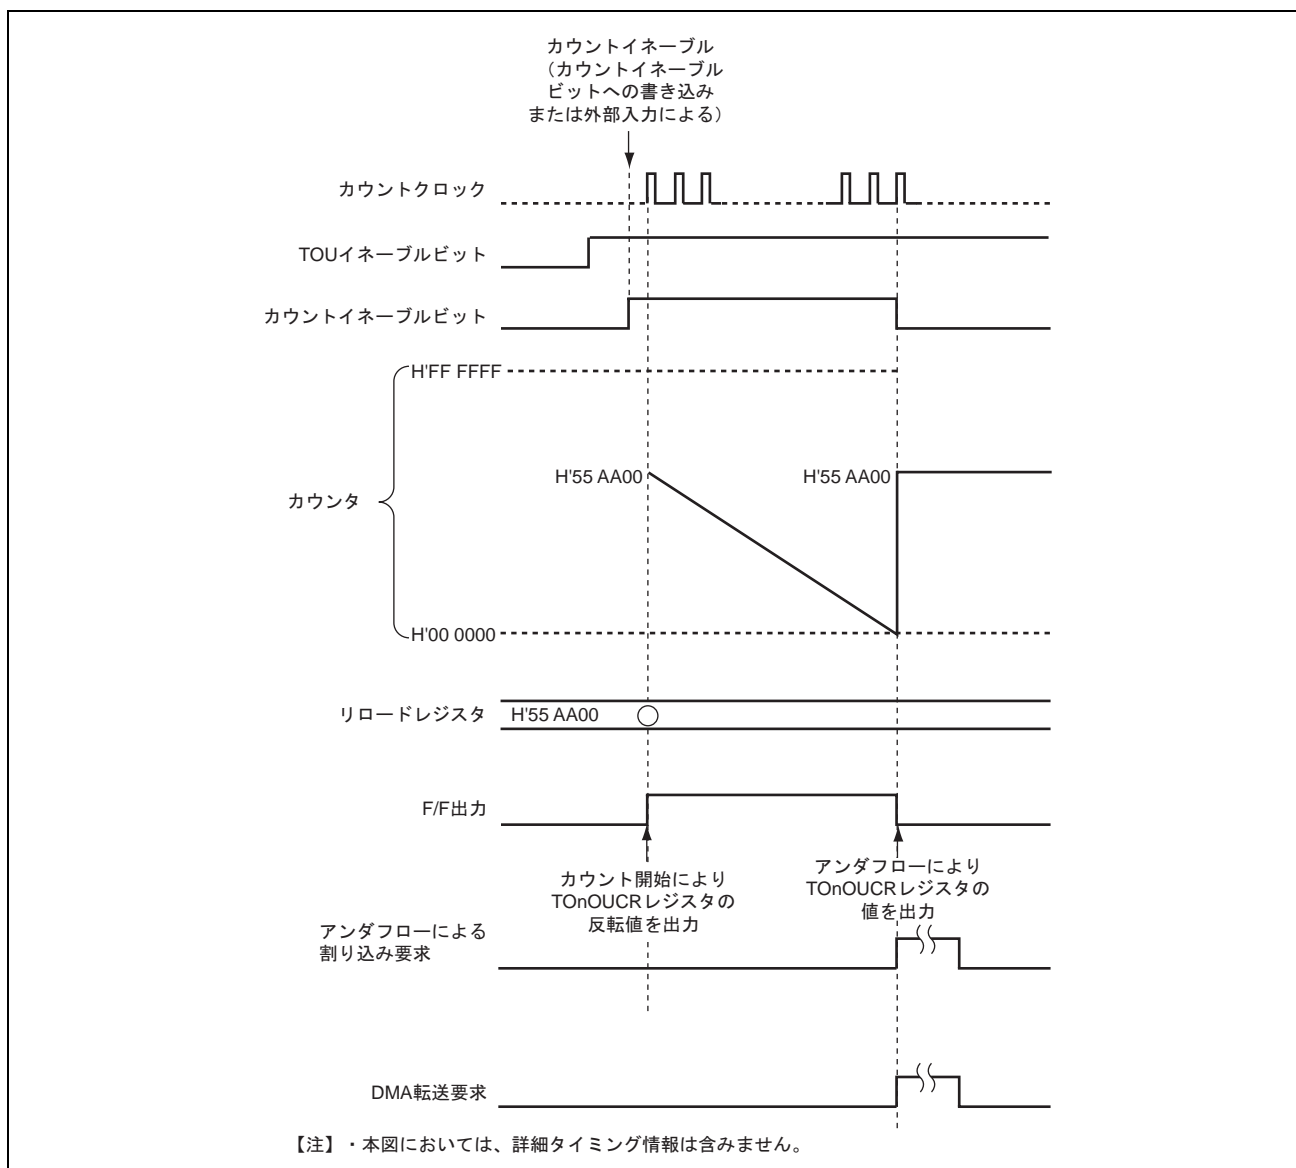 カウントイネーブル
（カウントイネーブル
ビットへの書き込み
または外部入力による）
カウントクロック
TOUイネーブルビット
カウントイネーブルビット
H'FF FFFF
H'55 AA00
H'55 AA00
カウンタ
H'00 0000
リロードレジスタ
H'55 AA00
F/F出力
カウント開始により
TOnOUCRレジスタの
反転値を出力
アンダフローにより
TOnOUCRレジスタの
値を出力
アンダフローによる
割り込み要求
DMA転送要求
【注】・本図においては、詳細タイミング情報は含みません。